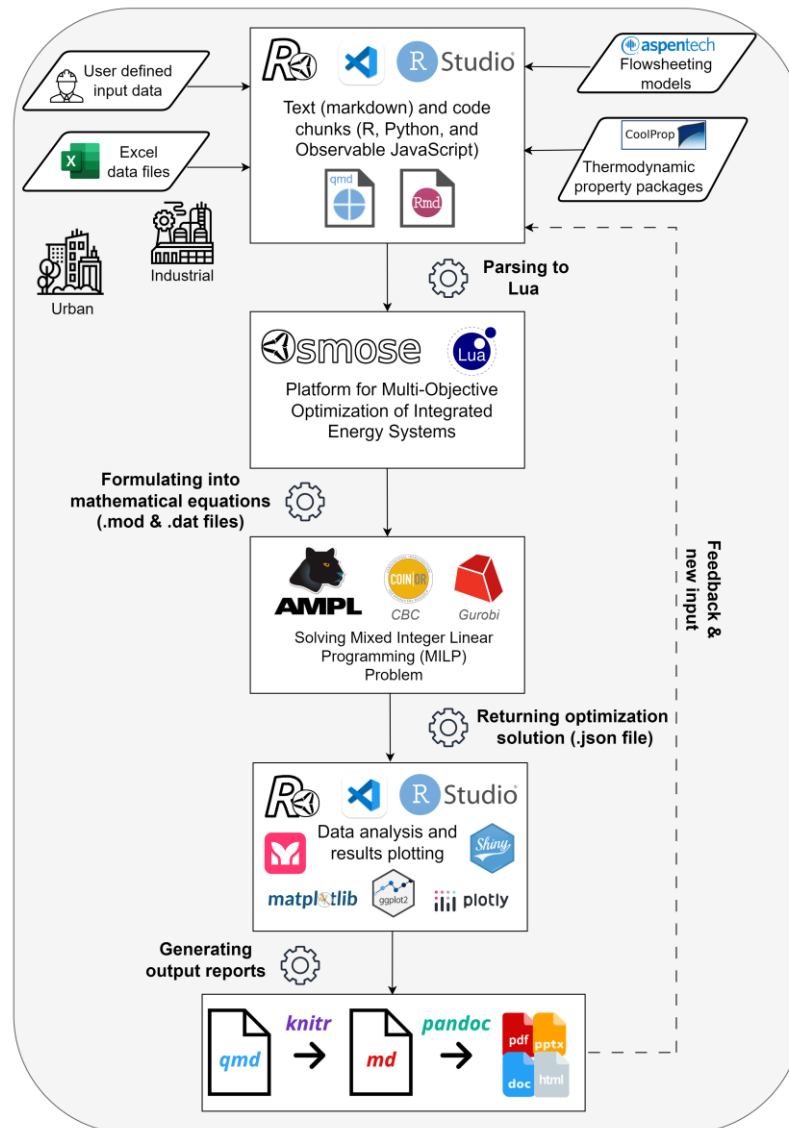 R Studio®
aspentech
Flowsheeting
models
User defined
input data
Text (markdown) and code
chunks (R, Python, and
Observable JavaScript)
CoolProp
Thermodynamic
property packages
X
Excel
data files
qmd
Rmd
Industrial
Urban
Parsing to
Lua
osmose
Lua
Platform for Multi-Objective
Optimization of Integrated
Energy Systems
Formulating into
mathematical equations
(.mod & .dat files)
Feedback &
new input
AMPL
COIN|OR
CBC
Gurobi
Solving Mixed Integer Linear
Programming (MILP)
Problem
Returning optimization
solution (.json file)
R
R Studio®
Data analysis and
results plotting
Shiny
matplotlib
ggplot2
plotly
Generating
output reports
qmd
knitr
md
pandoc
pdf
pptx
doc
html